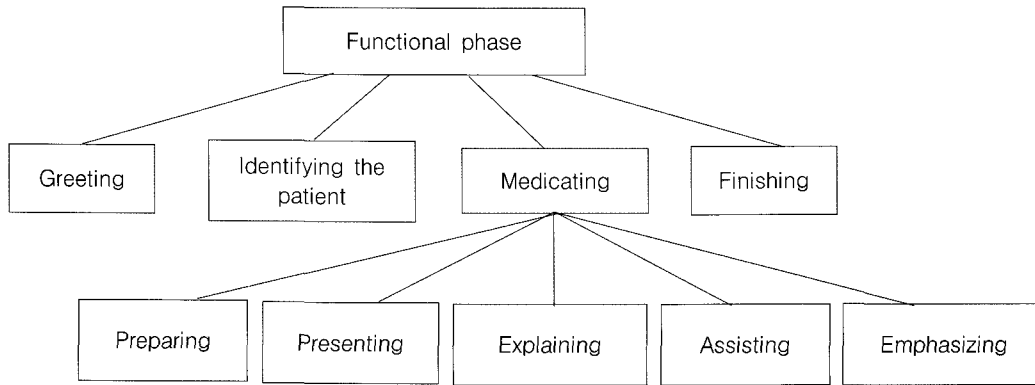 Functional phase
Greeting
Identifying the
patient
Medicating
Finishing
Preparing
Presenting
Explaining
Assisting
Emphasizing